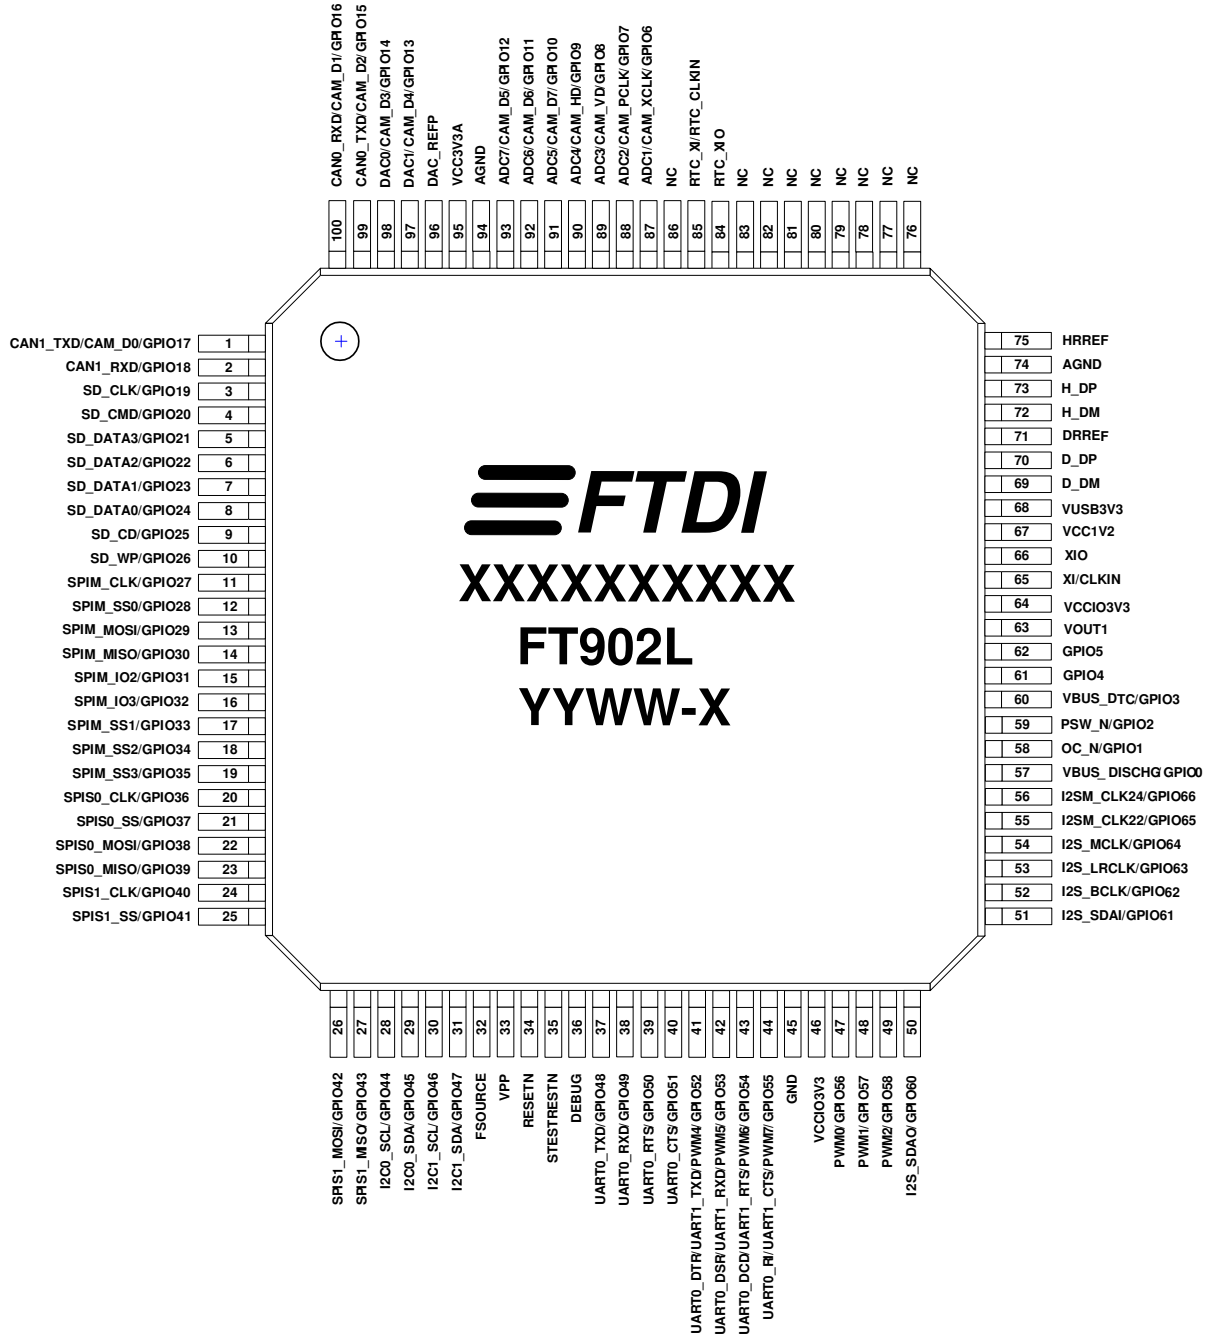 CAN0_RXD/CAM_D1/GPIO16
CAN0_TXD/CAM_D2/GPIO15
DAC0/CAM_D3/GPIO14
DAC1/CAM_D4/GPIO13
DAC_REFP
VCC3V3A
AGND
ADC7/CAM_D5/GPIO12
ADC6/CAM_D6/GPIO11
ADC5/CAM_D7/GPIO10
ADC4/CAM_HD/GPIO9
ADC3/CAM_VD/GPIO8
ADC2/CAM_PCLK/GPIO7
ADC1/CAM_XCLK/GPIO6
NC
RTC_XI/RTC_CLKIN
RTC_XIO
NC
NC
NC
NC
NC
NC
NC
NC
100
99
98
97
96
95
94
93
92
91
90
89
88
87
86
85
84
83
82
81
80
79
78
77
76
CAN1_TXD/CAM_D0/GPIO17 1
CAN1_RXD/GPIO18 2
SD_CLK/GPIO19 3
SD_CMD/GPIO20 4
SD_DATA3/GPIO21 5
SD_DATA2/GPIO22 6
SD_DATA1/GPIO23 7
SD_DATA0/GPIO24 8
SD_CD/GPIO25 9
SD_WP/GPIO26 10
SPIM_CLK/GPIO27 11
SPIM_SS0/GPIO28 12
SPIM_MOSI/GPIO29 13
SPIM_MISO/GPIO30 14
SPIM_IO2/GPIO31 15
SPIM_IO3/GPIO32 16
SPIM_SS1/GPIO33 17
SPIM_SS2/GPIO34 18
SPIM_SS3/GPIO35 19
SPIS0_CLK/GPIO36 20
SPIS0_SS/GPIO37 21
SPIS0_MOSI/GPIO38 22
SPIS0_MISO/GPIO39 23
SPIS1_CLK/GPIO40 24
SPIS1_SS/GPIO41 25
FTDI
XXXXXXXXXX
FT902L
YYWW-X
75 HRREF
74 AGND
73 H_DP
72 H_DM
71 DRREF
70 D_DP
69 D_DM
68 VUSB3V3
67 VCC1V2
66 XIO
65 XI/CLKIN
64 VCCIO3V3
63 VOUT1
62 GPIO5
61 GPIO4
60 VBUS_DTC/GPIO3
59 PSW_N/GPIO2
58 OC_N/GPIO1
57 VBUS_DISCHG/GPIO0
56 I2SM_CLK24/GPIO66
55 I2SM_CLK22/GPIO65
54 I2S_MCLK/GPIO64
53 I2S_LRCLK/GPIO63
52 I2S_BCLK/GPIO62
51 I2S_SDAI/GPIO61
26
27
28
29
30
31
32
33
34
35
36
37
38
39
40
41
42
43
44
45
46
47
48
49
50
SPIS1_MOSI/GPIO42
SPIS1_MISO/GPIO43
I2C0_SCL/GPIO44
I2C0_SDA/GPIO45
I2C1_SCL/GPIO46
I2C1_SDA/GPIO47
FSOURCE
VPP
RESETN
STESTRESTN
DEBUG
UART0_TXD/GPIO48
UART0_RXD/GPIO49
UART0_RTS/GPIO50
UART0_CTS/GPIO51
UART0_DTR/UART1_TXD/PWM4/GPIO52
UART0_DSR/UART1_RXD/PWM5/GPIO53
UART0_DCD/UART1_RTS/PWM6/GPIO54
UART0_RI/UART1_CTS/PWM7/GPIO55
GND
VCCIO3V3
PWM0/GPIO56
PWM1/GPIO57
PWM2/GPIO58
I2S_SDAO/GPIO60